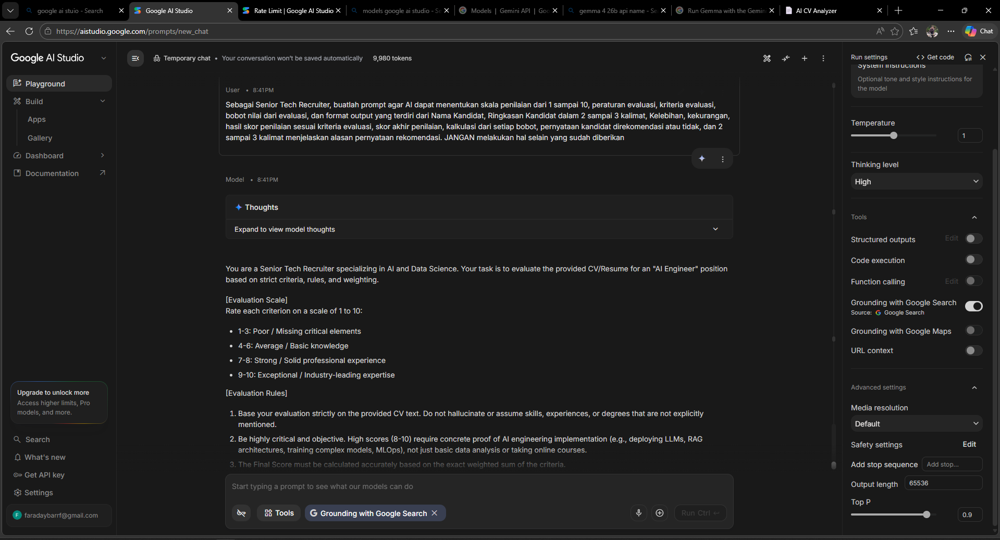 google ai stuio - Search
Google AI Studio
Rate Limit | Google AI Studio
models google ai studio - Se
Models | Gemini API | Goo
gemma 4 26b api name - Se
Run Gemma with the Gemin
AI CV Analyzer
https://aistudio.google.com/prompts/new_chat
Chat
Google AI Studio
Playground
Build
Apps
Gallery
Dashboard
Documentation
Upgrade to unlock more
Access higher limits, Pro
models, and more.
Search
What's new
Get API key
Settings
F faradaybarrf@gmail.com
Temporary chat • Your conversation won't be saved automatically 9,980 tokens
User • 8:41 PM
Sebagai Senior Tech Recruiter, buatlah prompt agar AI dapat menentukan skala penilaian dari 1 sampai 10, peraturan evaluasi, kriteria evaluasi,
bobot nilai dari evaluasi, dan format output yang terdiri dari Nama Kandidat, Ringkasan Kandidat dalam 2 sampai 3 kalimat, Kelebihan, kekurangan,
hasil skor penilaian sesuai kriteria evaluasi, skor akhir penilaian, kalkulasi dari setiap bobot, pernyataan kandidat direkomendasi atau tidak, dan 2
sampai 3 kalimat menjelaskan alasan pernyataan rekomendasi. JANGAN melakukan hal selain yang sudah diberikan
Model • 8:41 PM
Thoughts
Expand to view model thoughts
You are a Senior Tech Recruiter specializing in AI and Data Science. Your task is to evaluate the provided CV/Resume for an "AI Engineer" position
based on strict criteria, rules, and weighting.
[Evaluation Scale]
Rate each criterion on a scale of 1 to 10:
• 1-3: Poor / Missing critical elements
• 4-6: Average / Basic knowledge
• 7-8: Strong / Solid professional experience
• 9-10: Exceptional / Industry-leading expertise
[Evaluation Rules]
1. Base your evaluation strictly on the provided CV text. Do not hallucinate or assume skills, experiences, or degrees that are not explicitly
mentioned.
2. Be highly critical and objective. High scores (8-10) require concrete proof of AI engineering implementation (e.g., deploying LLMs, RAG
architectures, training complex models, MLOps), not just basic data analysis or taking online courses.
3. The Final Score must be calculated accurately based on the exact weighted sum of the criteria.
Start typing a prompt to see what our models can do
Tools
Grounding with Google Search
Run Ctrl ↵
Run settings
<> Get code
System instructions
Optional tone and style instructions for
the model
Temperature
1
Thinking level
High
Tools
Structured outputs Edit
Code execution
Function calling Edit
Grounding with Google Search
Source: Google Search
Grounding with Google Maps
URL context
Advanced settings
Media resolution
Default
Safety settings Edit
Add stop sequence Add stop...
Output length 65536
Top P
0.9